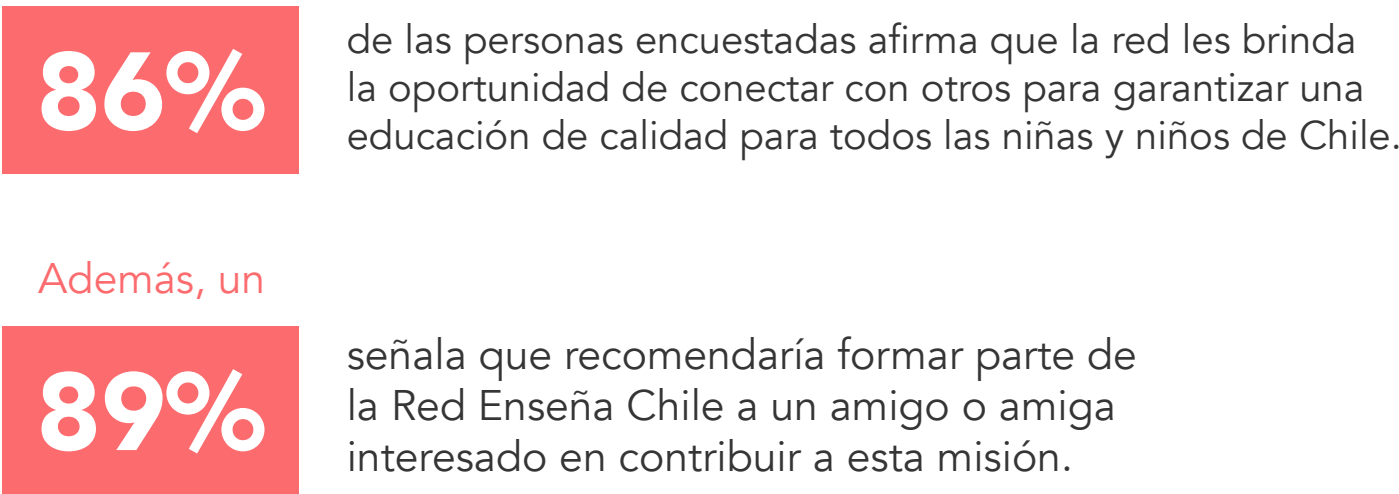 86%
de las personas encuestadas afirma que la red les brinda
la oportunidad de conectar con otros para garantizar una
educación de calidad para todos las niñas y niños de Chile.
Además, un
89%
señala que recomendaría formar parte de
la Red Enseña Chile a un amigo o amiga
interesado en contribuir a esta misión.